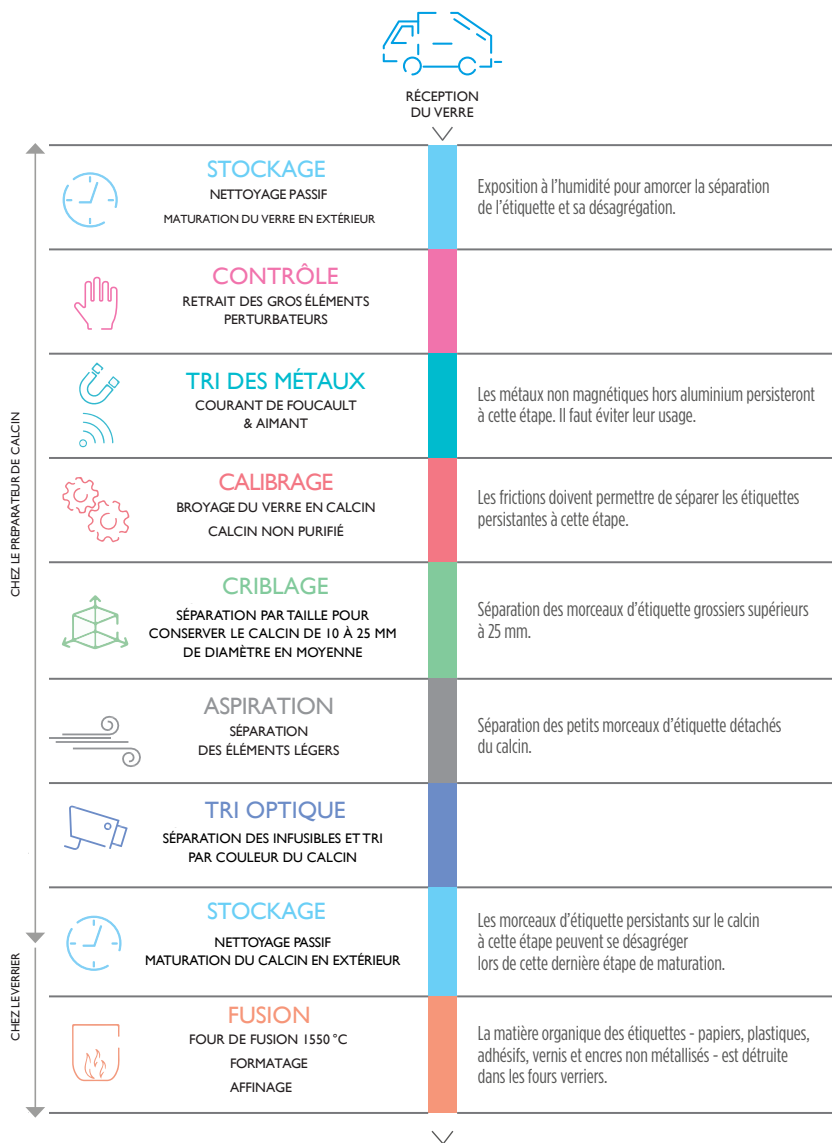 RÉCEPTION
DU VERRE
CHEZ LE PREPARATEUR DE CALCIN
STOCKAGE
NETTOYAGE PASSIF
MATURATION DU VERRE EN EXTÉRIEUR
Exposition à l'humidité pour amorcer la séparation
de l'étiquette et sa désagrégation.
CONTRÔLE
RETRAIT DES GROS ÉLÉMENTS
PERTURBATEURS
TRI DES MÉTAUX
COURANT DE FOUCAULT
& AIMANT
Les métaux non magnétiques hors aluminium persisteront
à cette étape. Il faut éviter leur usage.
CALIBRAGE
BROYAGE DU VERRE EN CALCIN
CALCIN NON PURIFIÉ
Les frictions doivent permettre de séparer les étiquettes
persistantes à cette étape.
CRIBLAGE
SÉPARATION PAR TAILLE POUR
CONSERVER LE CALCIN DE 10 À 25 MM
DE DIAMÈTRE EN MOYENNE
Séparation des morceaux d'étiquette grossiers supérieurs
à 25 mm.
ASPIRATION
SÉPARATION
DES ÉLÉMENTS LÉGERS
Séparation des petits morceaux d'étiquette détachés
du calcin.
TRI OPTIQUE
SÉPARATION DES INFUSIBLES ET TRI
PAR COULEUR DU CALCIN
CHEZ LE VERRIER
STOCKAGE
NETTOYAGE PASSIF
MATURATION DU CALCIN EN EXTÉRIEUR
Les morceaux d'étiquette persistants sur le calcin
à cette étape peuvent se désagréger
lors de cette dernière étape de maturation.
FUSION
FOUR DE FUSION 1550 °C
FORMATAGE
AFFINAGE
La matière organique des étiquettes - papiers, plastiques,
adhésifs, vernis et encres non métallisés - est détruite
dans les fours verriers.